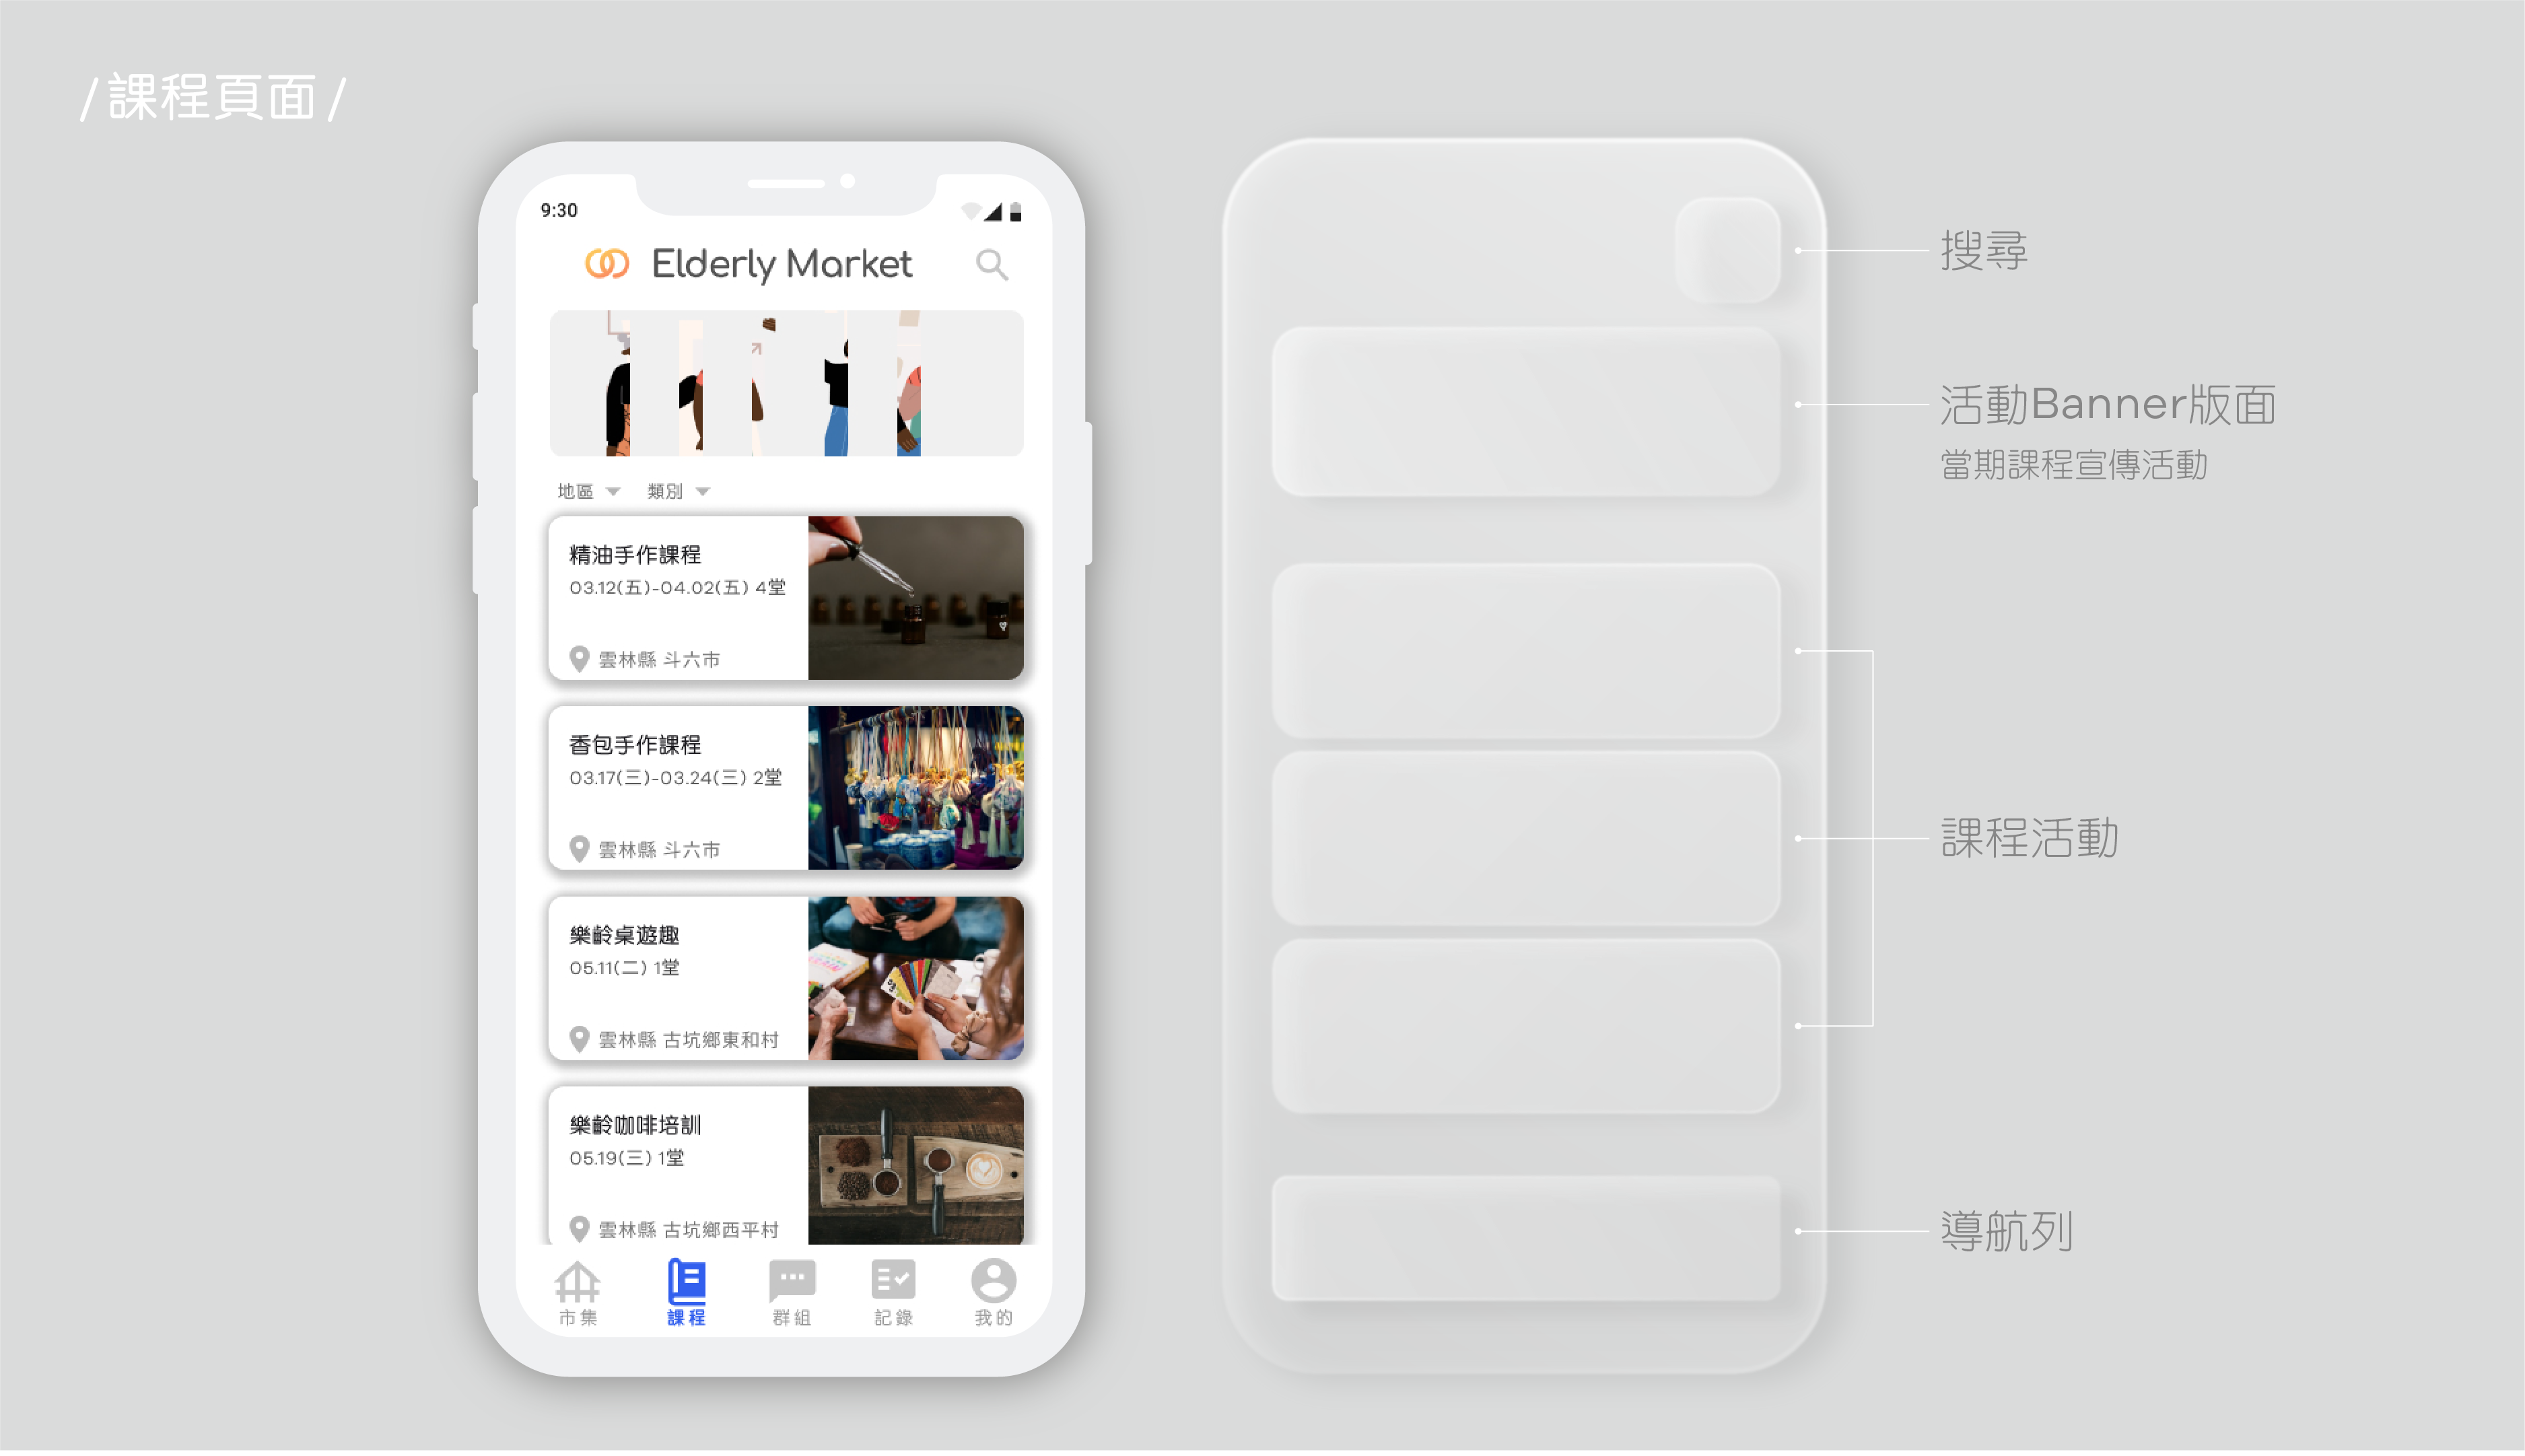 /課程頁面/
9:30
Elderly Market
地區 類別
精油手作課程
03.12(五)-04.02(五) 4堂
雲林縣 斗六市
香包手作課程
03.17(三)-03.24(三) 2堂
雲林縣 斗六市
樂齡桌遊趣
05.11(二) 1堂
雲林縣 古坑鄉東和村
樂齡咖啡培訓
05.19(三) 1堂
雲林縣 古坑鄉西平村
市集 課程 群組 記錄 我的
搜尋
活動Banner版面
當期課程宣傳活動
課程活動
導航列